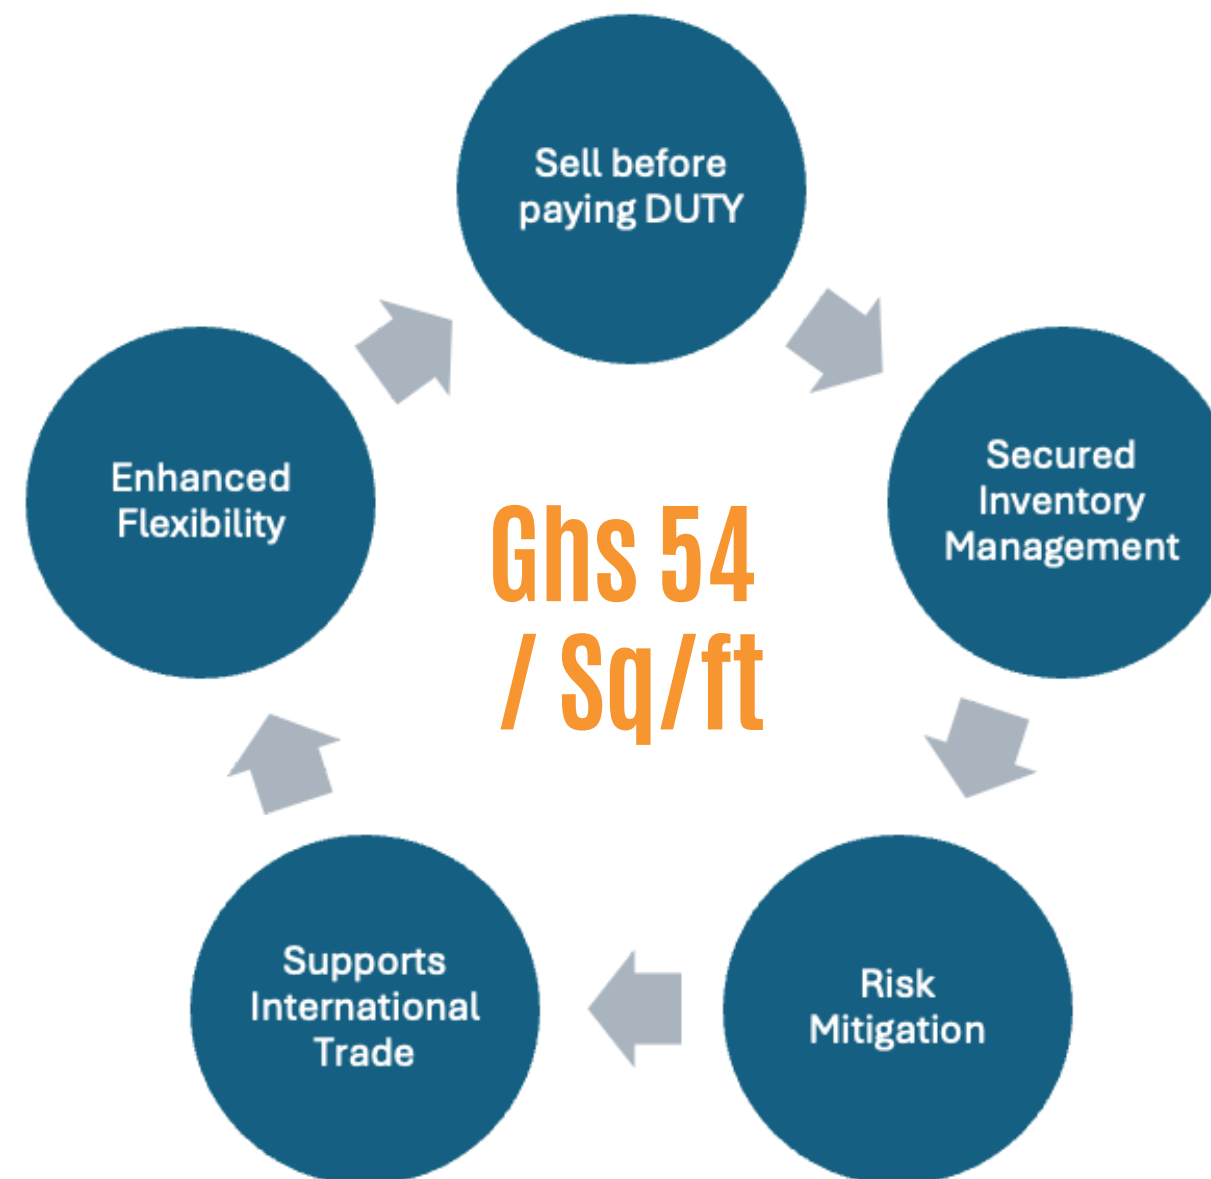 Sell before
paying DUTY
Secured
Inventory
Management
Risk
Mitigation
Supports
International
Trade
Enhanced
Flexibility
Ghs 54
/ Sq/ft